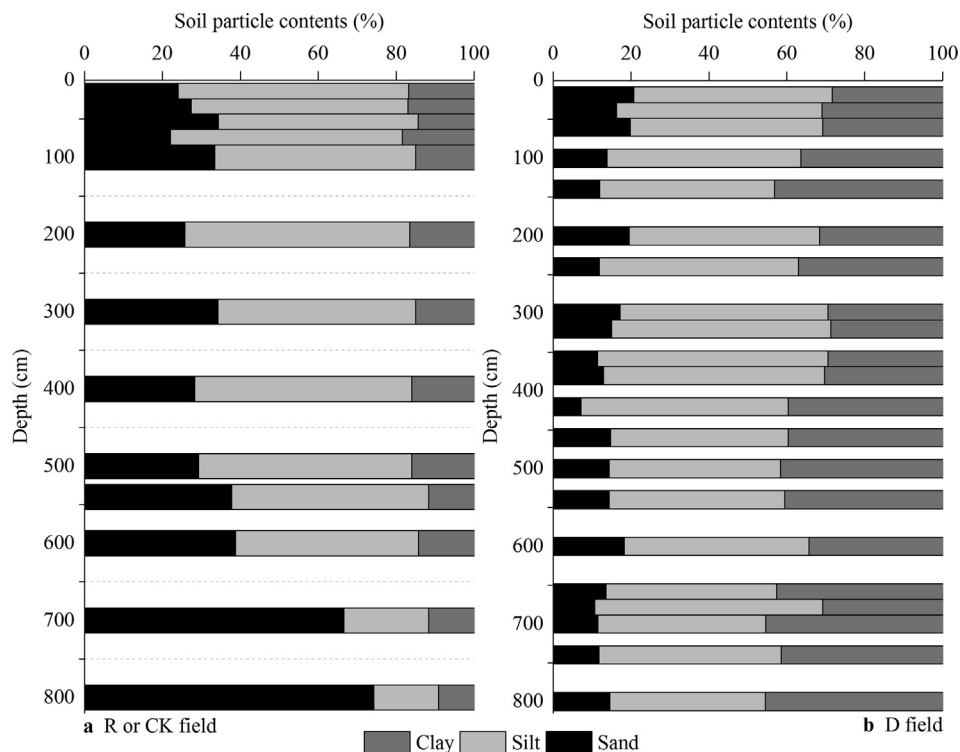 Soil particle contents (%)
0 20 40 60 80 100
0
100
200
300
400
500
600
700
800
Depth (cm)
a R or CK field
Soil particle contents (%)
0 20 40 60 80 100
0
100
200
300
400
500
600
700
800
Depth (cm)
b D field
Clay Silt Sand